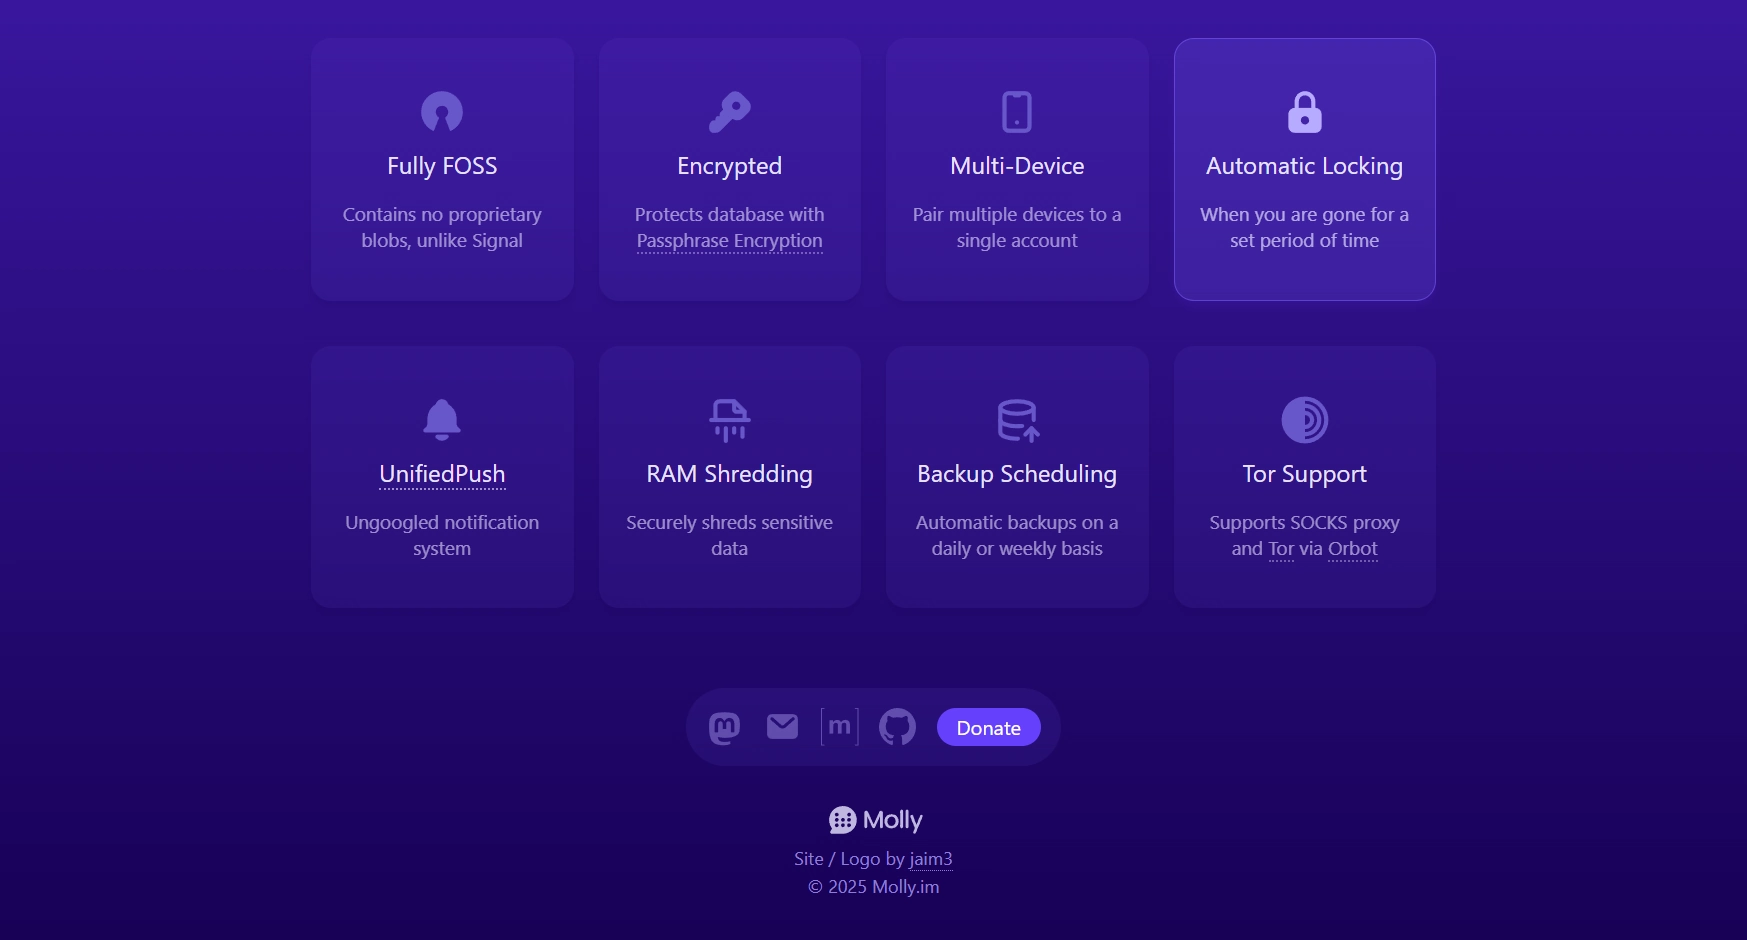 Fully FOSS
Contains no proprietary
blobs, unlike Signal
Encrypted
Protects database with
Passphrase Encryption
Multi-Device
Pair multiple devices to a
single account
Automatic Locking
When you are gone for a
set period of time
UnifiedPush
Ungoogled notification
system
RAM Shredding
Securely shreds sensitive
data
Backup Scheduling
Automatic backups on a
daily or weekly basis
Tor Support
Supports SOCKS proxy
and Tor via Orbot
[m]
Donate
Molly
Site / Logo by jaim3
© 2025 Molly.im